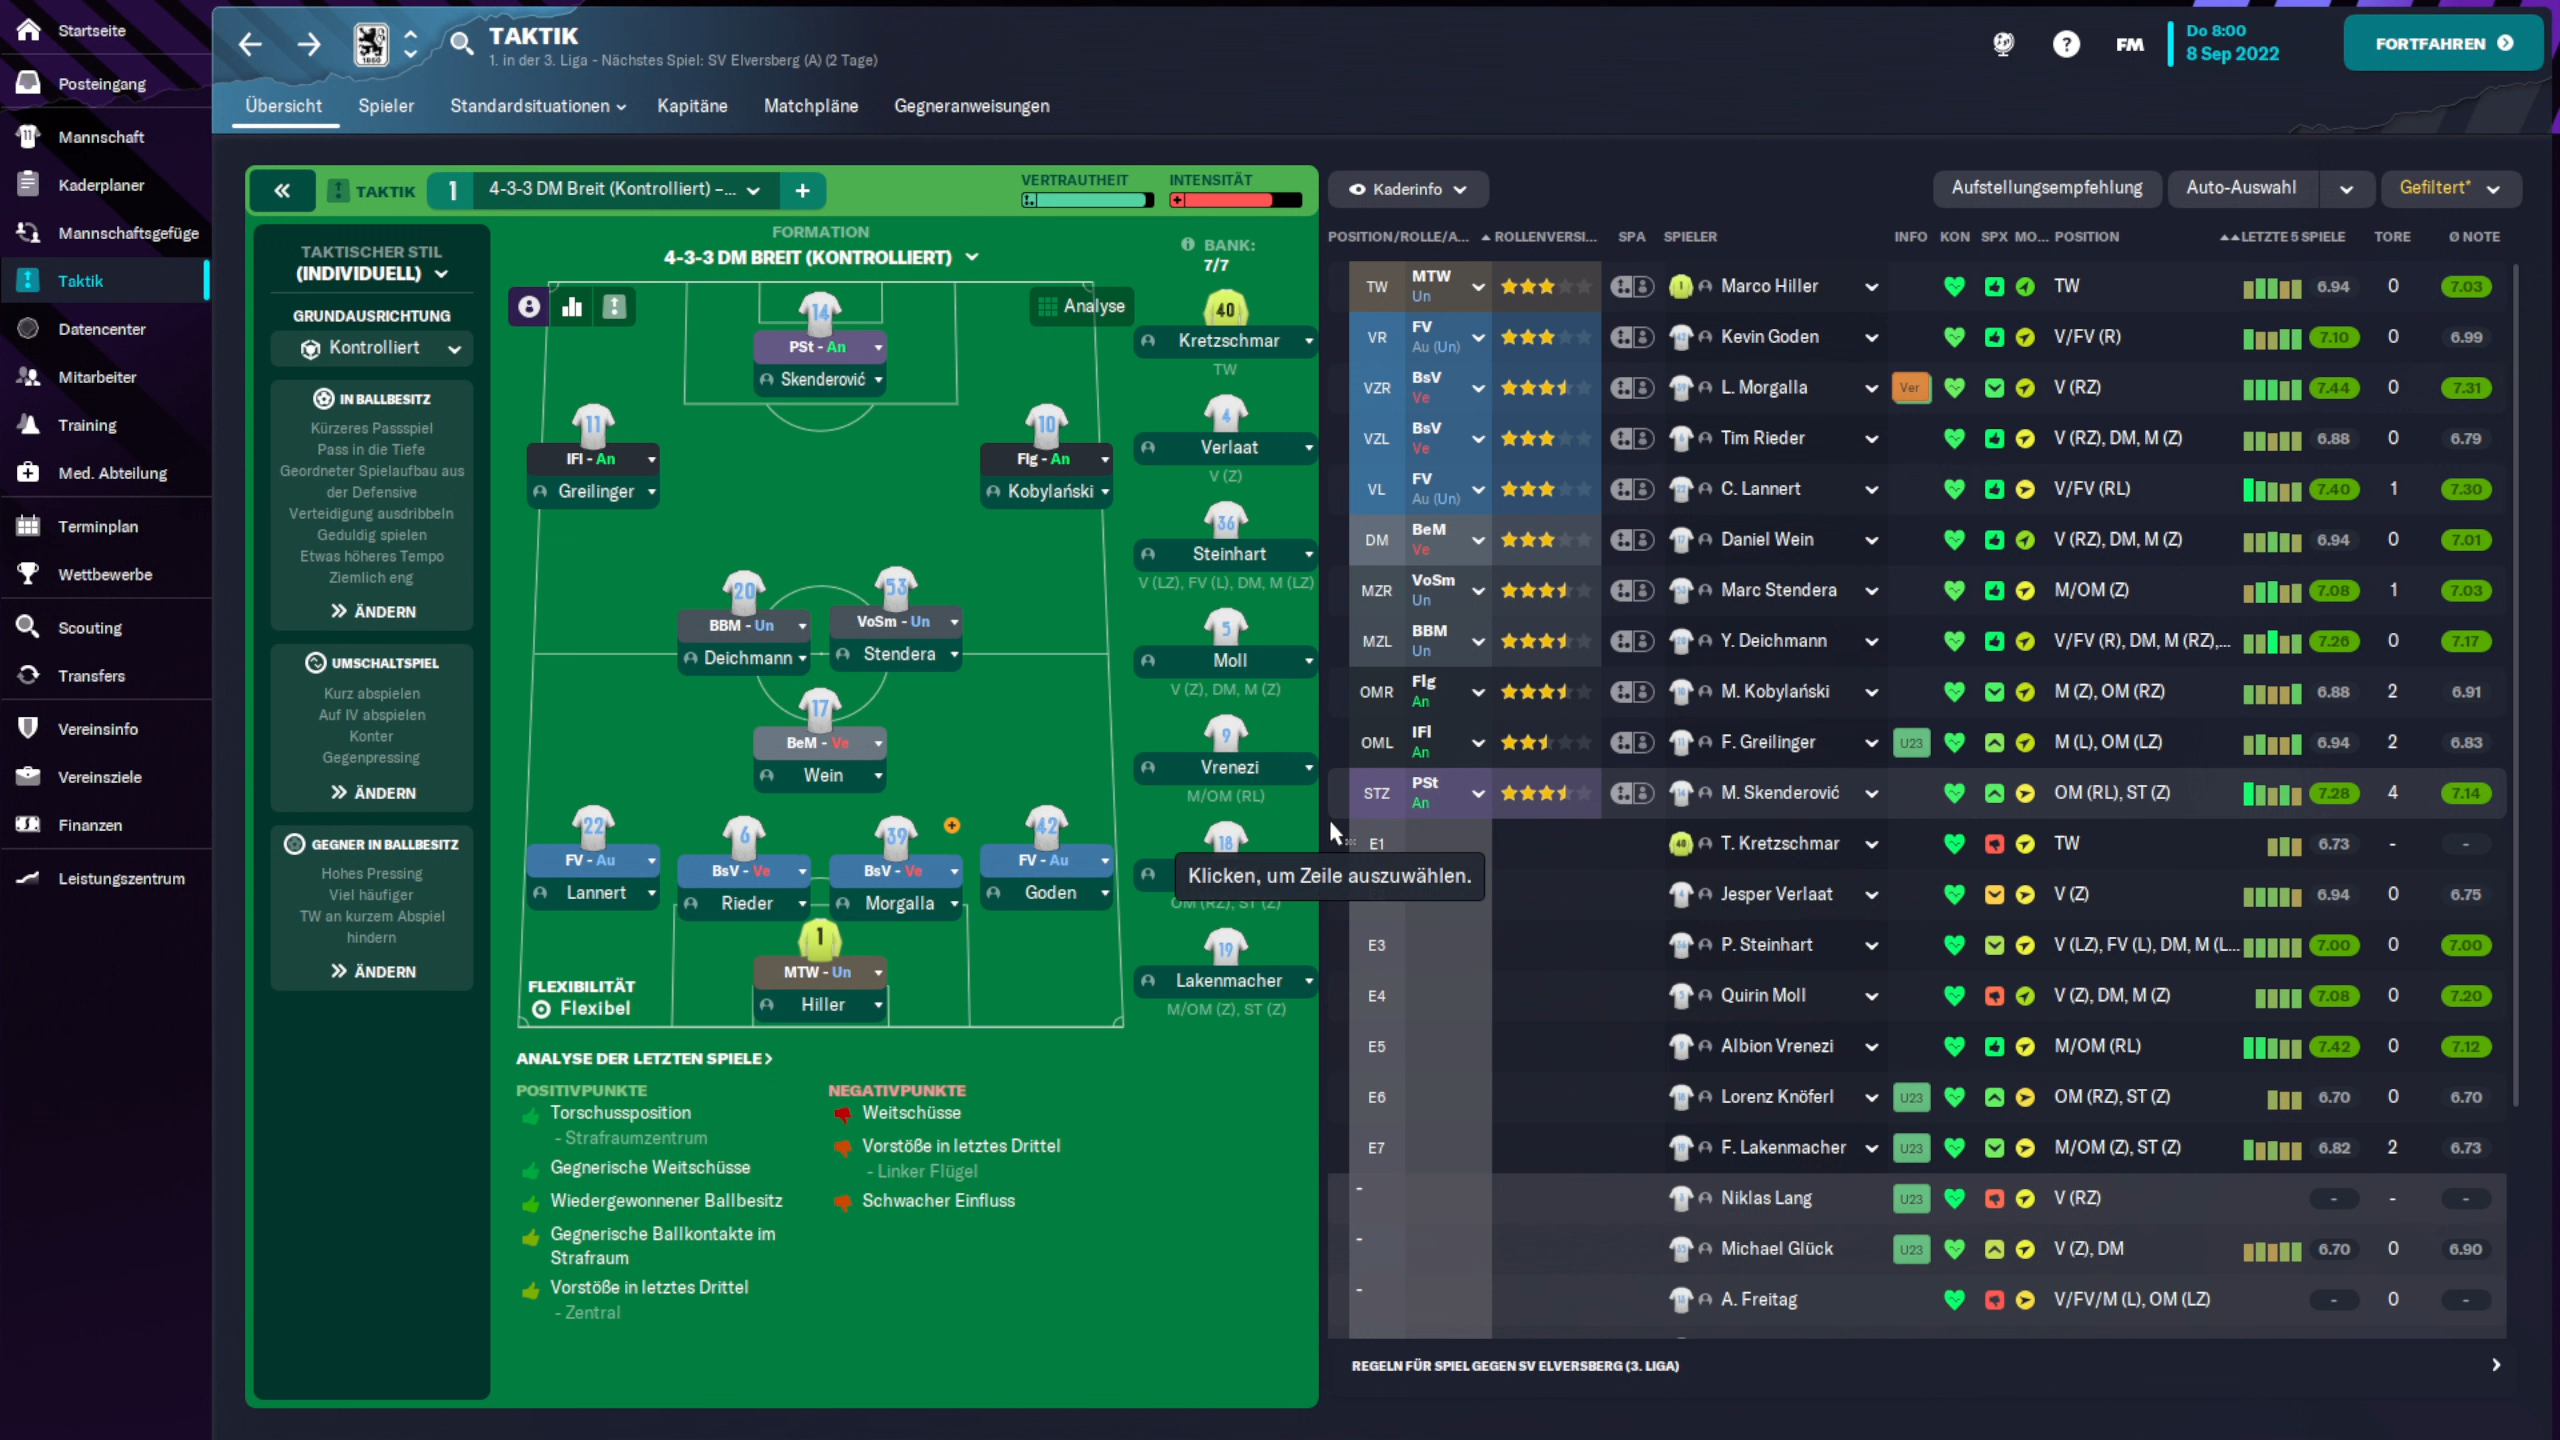 Startseite
Posteingang
Mannschaft
Kaderplaner
Mannschaftsgefüge
Taktik
Datencenter
Mitarbeiter
Training
Med. Abteilung
Terminplan
Wettbewerbe
Scouting
Transfers
Vereinsinfo
Vereinsziele
Finanzen
Leistungszentrum
TAKTIK
1. in der 3. Liga - Nächstes Spiel: SV Elversberg (A) (2 Tage)
FM
Do 8:00
8 Sep 2022
FORTFAHREN
Übersicht Spieler Standardsituationen Kapitäne Matchpläne Gegneranweisungen
TAKTIK 1 4-3-3 DM Breit (Kontrolliert) –... +
VERTRAUTHEIT INTENSITÄT
TAKTISCHER STIL
(INDIVIDUELL)
GRUNDAUSRICHTUNG
Kontrolliert
IN BALLBESITZ
Kürzeres Passspiel
Pass in die Tiefe
Geordneter Spielaufbau aus
der Defensive
Verteidigung ausdribbeln
Geduldig spielen
Etwas höheres Tempo
Ziemlich eng
ÄNDERN
UMSCHALTSPIEL
Kurz abspielen
Auf IV abspielen
Konter
Gegenpressing
ÄNDERN
GEGNER IN BALLBESITZ
Hohes Pressing
Viel häufiger
TW an kurzem Abspiel
hindern
ÄNDERN
FORMATION
4-3-3 DM BREIT (KONTROLLIERT)
Analyse
14
PSt - An
Skenderović
11
IFl - An
Greilinger
10
Flg - An
Kobylański
20
BBM - Un
Deichmann
53
VoSm - Un
Stendera
17
BeM - Ve
Wein
22
FV - Au
Lannert
6
BsV - Ve
Rieder
39
BsV - Ve
Morgalla
42
FV - Au
Goden
1
MTW - Un
Hiller
FLEXIBILITÄT
Flexibel
BANK:
7/7
40
Kretzschmar
TW
4
Verlaat
V (Z)
36
Steinhart
V (LZ), FV (L), DM, M (LZ)
5
Moll
V (Z), DM, M (Z)
9
Vrenezi
M/OM (RL)
18
OM (RZ), ST (Z)
19
Lakenmacher
M/OM (Z), ST (Z)
Klicken, um Zeile auszuwählen.
ANALYSE DER LETZTEN SPIELE
POSITIVPUNKTE
Torschussposition
- Strafraumzentrum
Gegnerische Weitschüsse
Wiedergewonnener Ballbesitz
Gegnerische Ballkontakte im
Strafraum
Vorstöße in letztes Drittel
- Zentral
NEGATIVPUNKTE
Weitschüsse
Vorstöße in letztes Drittel
- Linker Flügel
Schwacher Einfluss
Kaderinfo Aufstellungsempfehlung Auto-Auswahl Gefiltert*
POSITION/ROLLE/A... ROLLENVERSI... SPA SPIELER INFO KON SPX MO... POSITION LETZTE 5 SPIELE TORE Ø NOTE
TW MTW Un Marco Hiller TW 6.94 0 7.03
VR FV Au (Un) Kevin Goden V/FV (R) 7.10 0 6.99
VZR BsV Ve L. Morgalla Ver V (RZ) 7.44 0 7.31
VZL BsV Ve Tim Rieder V (RZ), DM, M (Z) 6.88 0 6.79
VL FV Au (Un) C. Lannert V/FV (RL) 7.40 1 7.30
DM BeM Ve Daniel Wein V (RZ), DM, M (Z) 6.94 0 7.01
MZR VoSm Un Marc Stendera M/OM (Z) 7.08 1 7.03
MZL BBM Un Y. Deichmann V/FV (R), DM, M (RZ),... 7.26 0 7.17
OMR Flg An M. Kobylański M (Z), OM (RZ) 6.88 2 6.91
OML IFl An F. Greilinger U23 M (L), OM (LZ) 6.94 2 6.83
STZ PSt An M. Skenderović OM (RL), ST (Z) 7.28 4 7.14
E1 T. Kretzschmar TW 6.73 - -
Jesper Verlaat V (Z) 6.94 0 6.75
E3 P. Steinhart V (LZ), FV (L), DM, M (L... 7.00 0 7.00
E4 Quirin Moll V (Z), DM, M (Z) 7.08 0 7.20
E5 Albion Vrenezi M/OM (RL) 7.42 0 7.12
E6 Lorenz Knöferl U23 OM (RZ), ST (Z) 6.70 0 6.70
E7 F. Lakenmacher U23 M/OM (Z), ST (Z) 6.82 2 6.73
- Niklas Lang U23 V (RZ) - - -
- Michael Glück U23 V (Z), DM 6.70 0 6.90
- A. Freitag V/FV/M (L), OM (LZ) - 0 -
REGELN FÜR SPIEL GEGEN SV ELVERSBERG (3. LIGA)